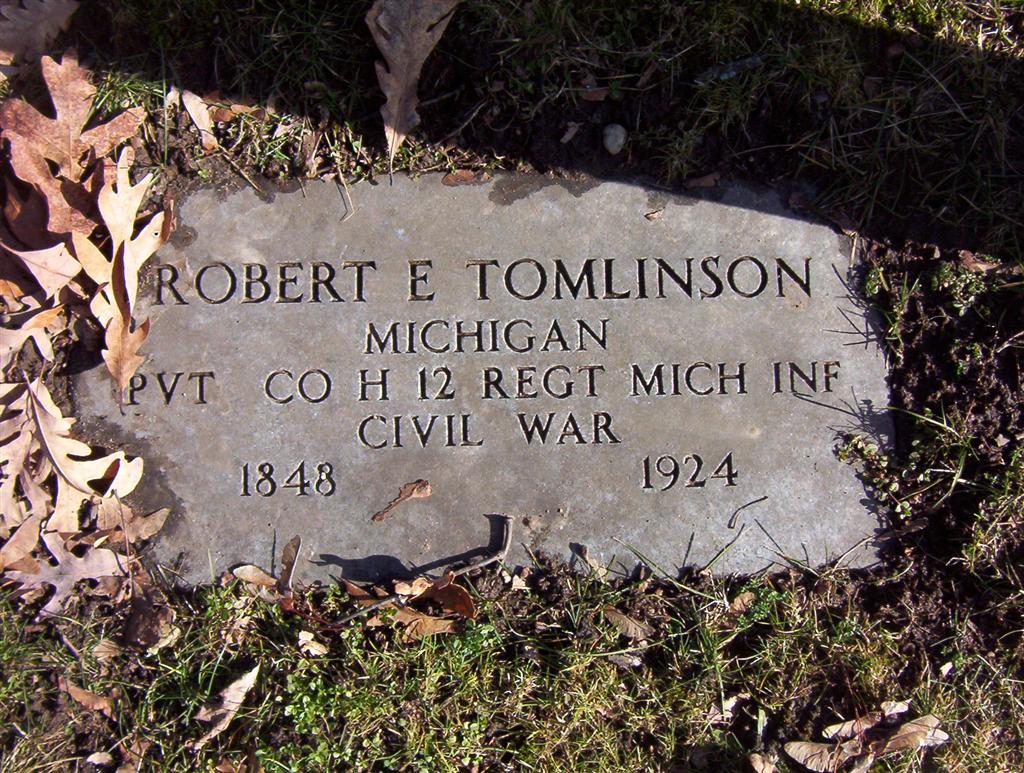 ROBERT E TOMLINSON
MICHIGAN
PVT CO H 12 REGT MICH INF
CIVIL WAR
1848 1924